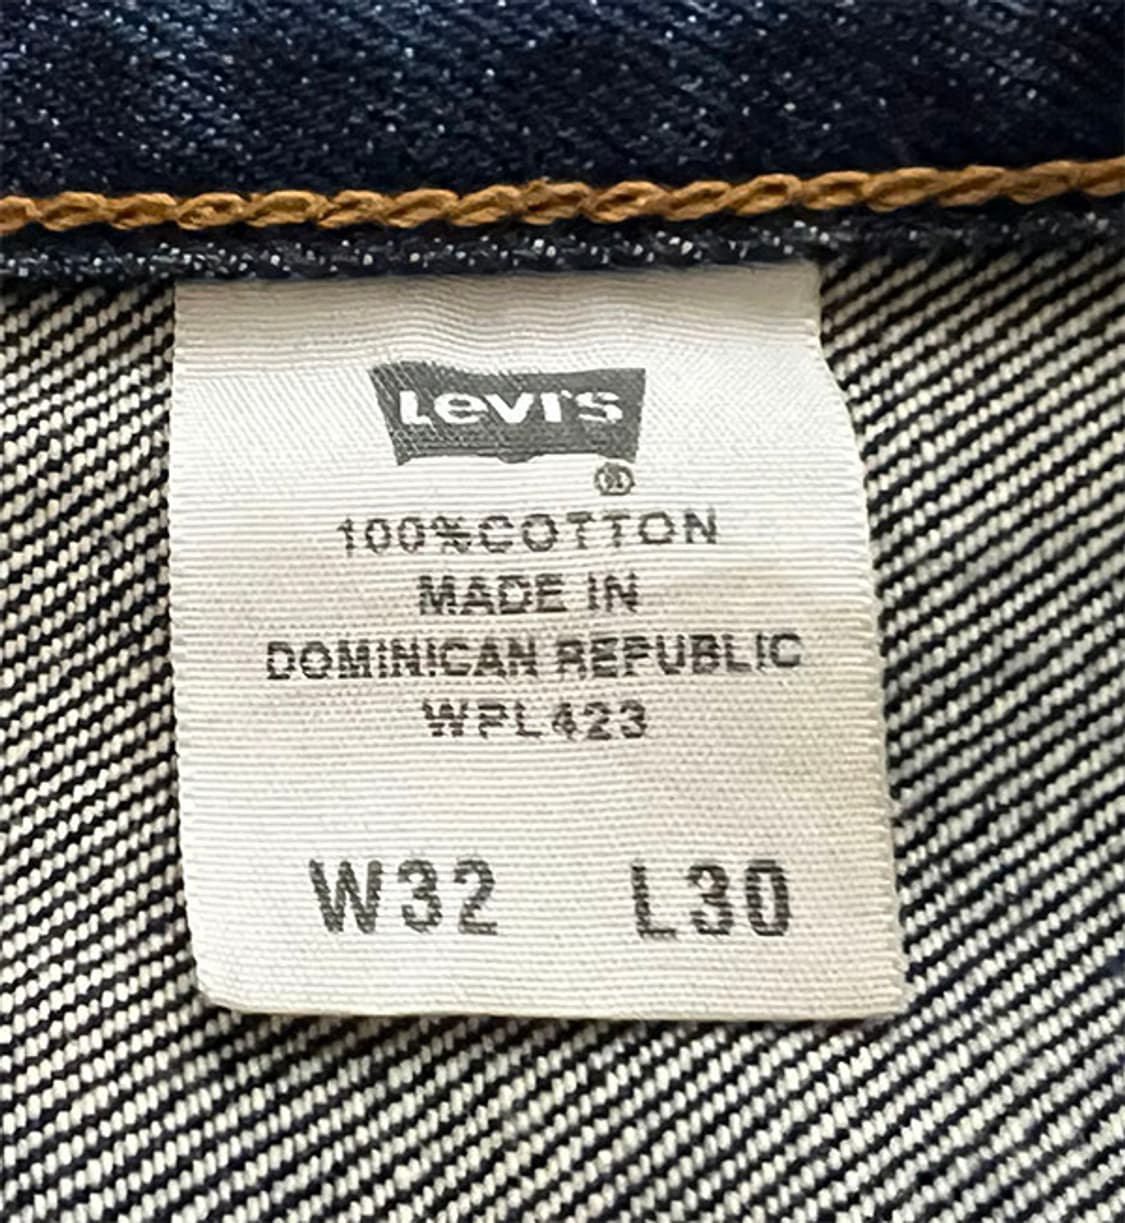 Levi's
®
100%COTTON
MADE IN
DOMINICAN REPUBLIC
WPL423
W32 L30